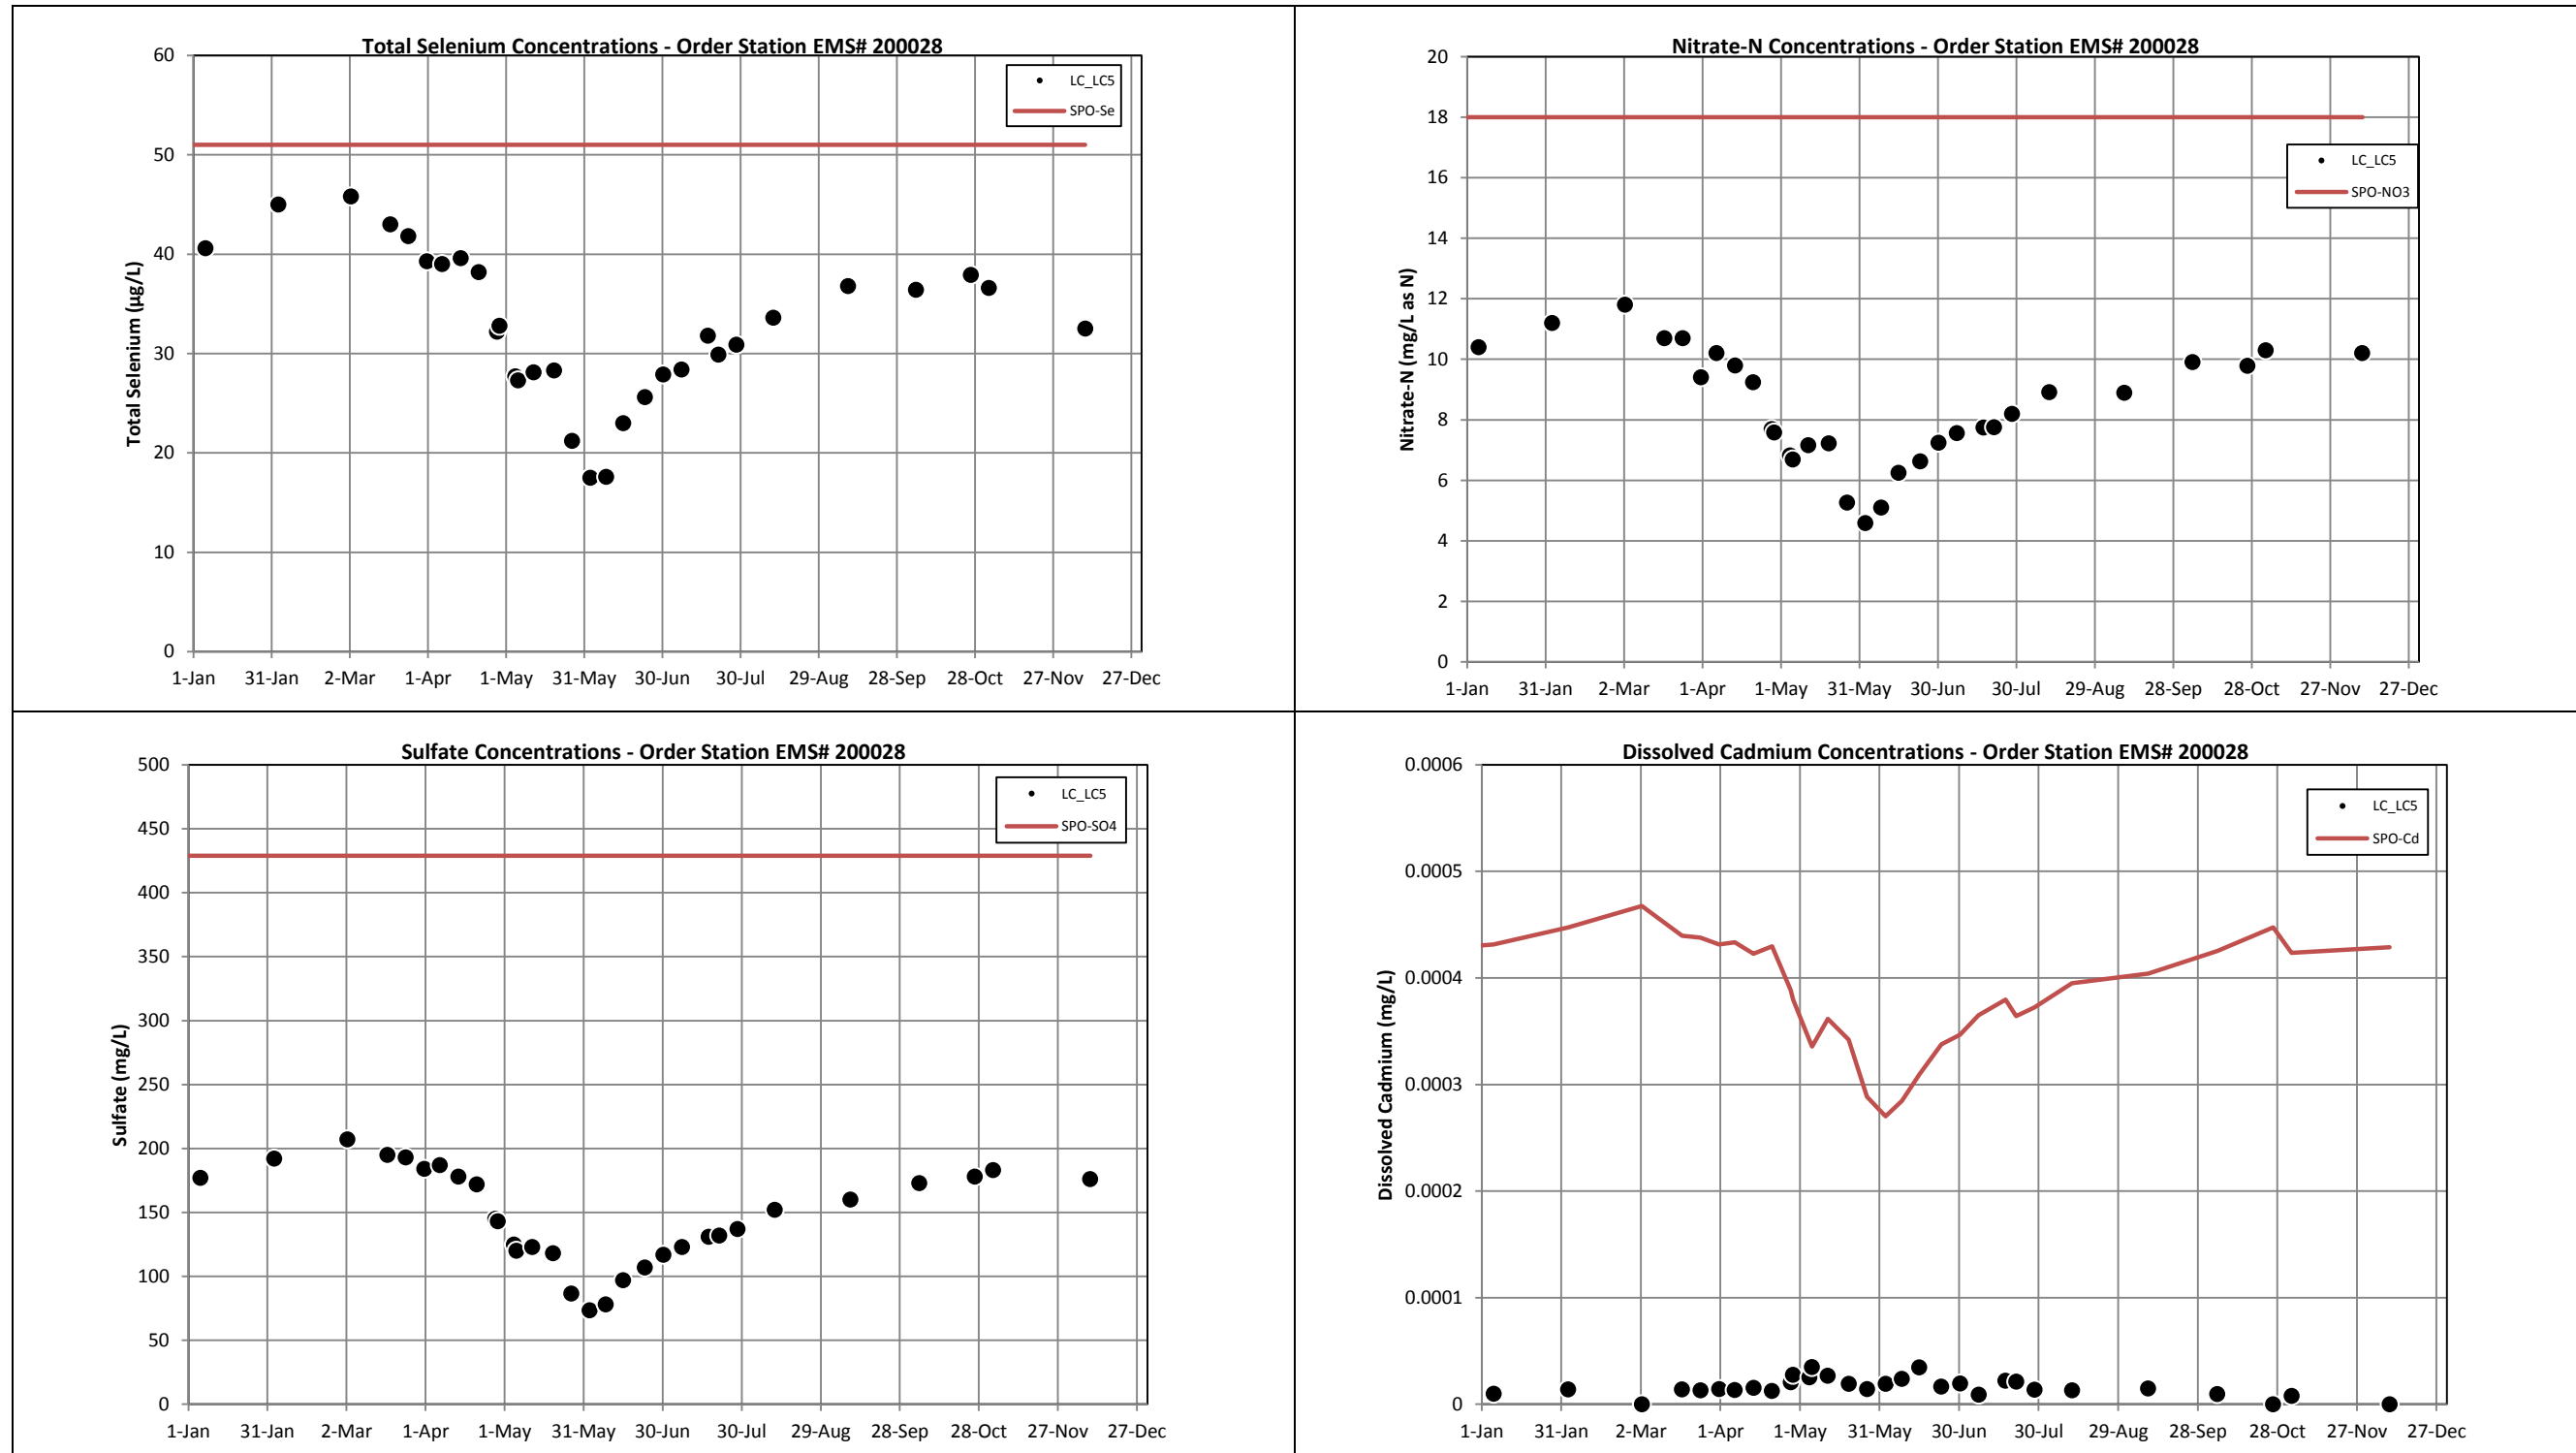 Total Selenium Concentrations - Order Station EMS# 200028
60
50
40
30
20
10
0
Total Selenium (µg/L)
LC_LC5
SPO-Se
1-Jan 31-Jan 2-Mar 1-Apr 1-May 31-May 30-Jun 30-Jul 29-Aug 28-Sep 28-Oct 27-Nov 27-Dec
Nitrate-N Concentrations - Order Station EMS# 200028
20
18
16
14
12
10
8
6
4
2
0
Nitrate-N (mg/L as N)
LC_LC5
SPO-NO3
1-Jan 31-Jan 2-Mar 1-Apr 1-May 31-May 30-Jun 30-Jul 29-Aug 28-Sep 28-Oct 27-Nov 27-Dec
Sulfate Concentrations - Order Station EMS# 200028
500
450
400
350
300
250
200
150
100
50
0
Sulfate (mg/L)
LC_LC5
SPO-SO4
1-Jan 31-Jan 2-Mar 1-Apr 1-May 31-May 30-Jun 30-Jul 29-Aug 28-Sep 28-Oct 27-Nov 27-Dec
Dissolved Cadmium Concentrations - Order Station EMS# 200028
0.0006
0.0005
0.0004
0.0003
0.0002
0.0001
0
Dissolved Cadmium (mg/L)
LC_LC5
SPO-Cd
1-Jan 31-Jan 2-Mar 1-Apr 1-May 31-May 30-Jun 30-Jul 29-Aug 28-Sep 28-Oct 27-Nov 27-Dec